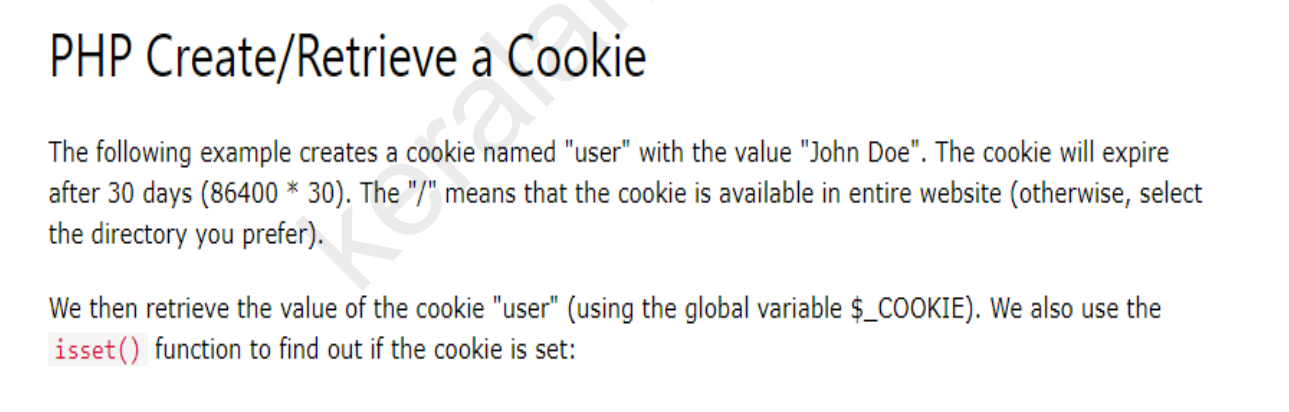 PHP Create/Retrieve a Cookie
The following example creates a cookie named "user" with the value "John Doe". The cookie will expire
after 30 days (86400 * 30). The "/" means that the cookie is available in entire website (otherwise, select
the directory you prefer).
We then retrieve the value of the cookie "user" (using the global variable $_COOKIE). We also use the
isset() function to find out if the cookie is set: